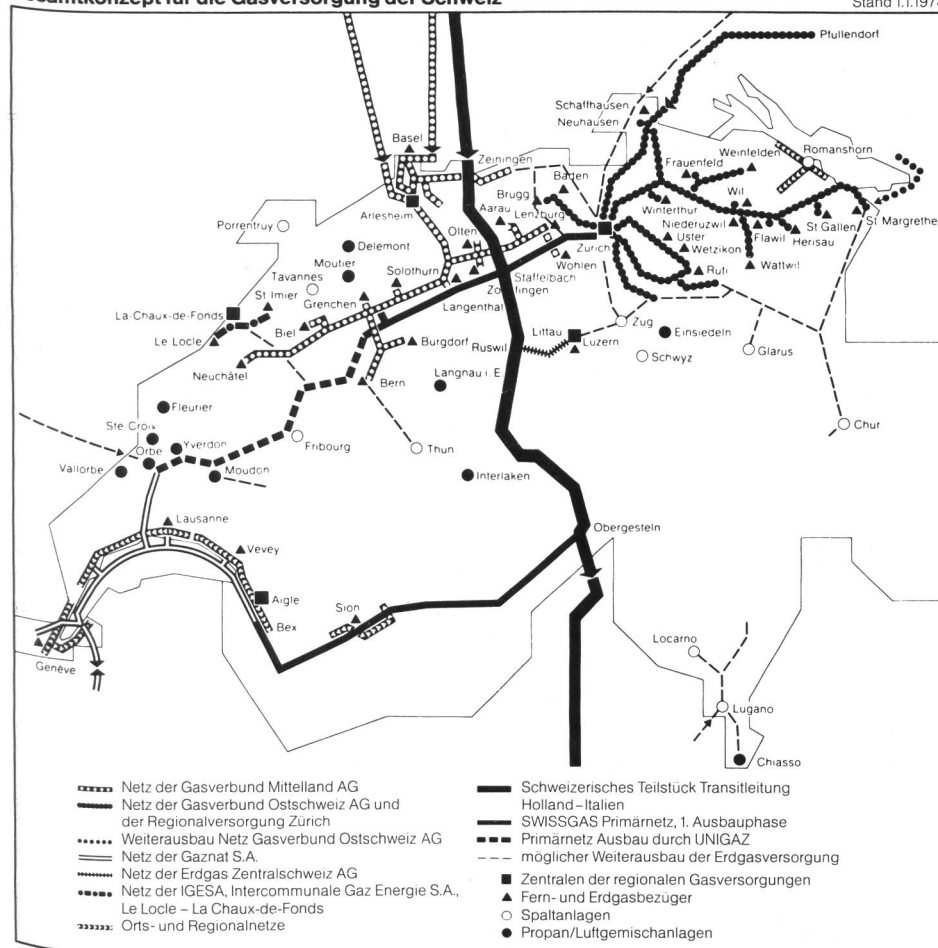 samtkonzept für die Gasversorgung der Schweiz
Stand 1.1.197
Pfullendorf
Schaffhausen
Neuhausen
Basel
Zeiningen
Frauenfeld
Weinfelden
Romanshorn
Baden
Brugg
Aarau
Lenzburg
Wil
Arlesheim
Winterthur
Niederuzwil
St Gallen
St Margrethe
Porrentruy
Olten
Zürich
Uster
Flawil
Herisau
Delemont
Wetzikon
Moutier
Solothurn
Wohlen
Rüti
Wattwil
Tavannes
Staffelbach
St Imier
Grenchen
Zofingen
La-Chaux-de-Fonds
Langenthal
Zug
Biel
Littau
Einsiedeln
Le Locle
Burgdorf
Ruswil
Luzern
Glarus
Schwyz
Neuchâtel
Bern
Langnau i. E.
Fleurier
Ste Croix
Chur
Yverdon
Orbe
Fribourg
Thun
Vallorbe
Moudon
Interlaken
Lausanne
Obergesteln
Vevey
Aigle
Sion
Bex
Locarno
Genève
Lugano
Chiasso
Netz der Gasverbund Mittelland AG
Netz der Gasverbund Ostschweiz AG und
der Regionalversorgung Zürich
Weiterausbau Netz Gasverbund Ostschweiz AG
Netz der Gaznat S.A.
Netz der Erdgas Zentralschweiz AG
Netz der IGESA, Intercommunale Gaz Energie S.A.,
Le Locle – La Chaux-de-Fonds
Orts- und Regionalnetze
Schweizerisches Teilstück Transitleitung
Holland–Italien
SWISSGAS Primärnetz, 1. Ausbauphase
Primärnetz Ausbau durch UNIGAZ
möglicher Weiterausbau der Erdgasversorgung
Zentralen der regionalen Gasversorgungen
Fern- und Erdgasbezüger
Spaltanlagen
Propan/Luftgemischanlagen